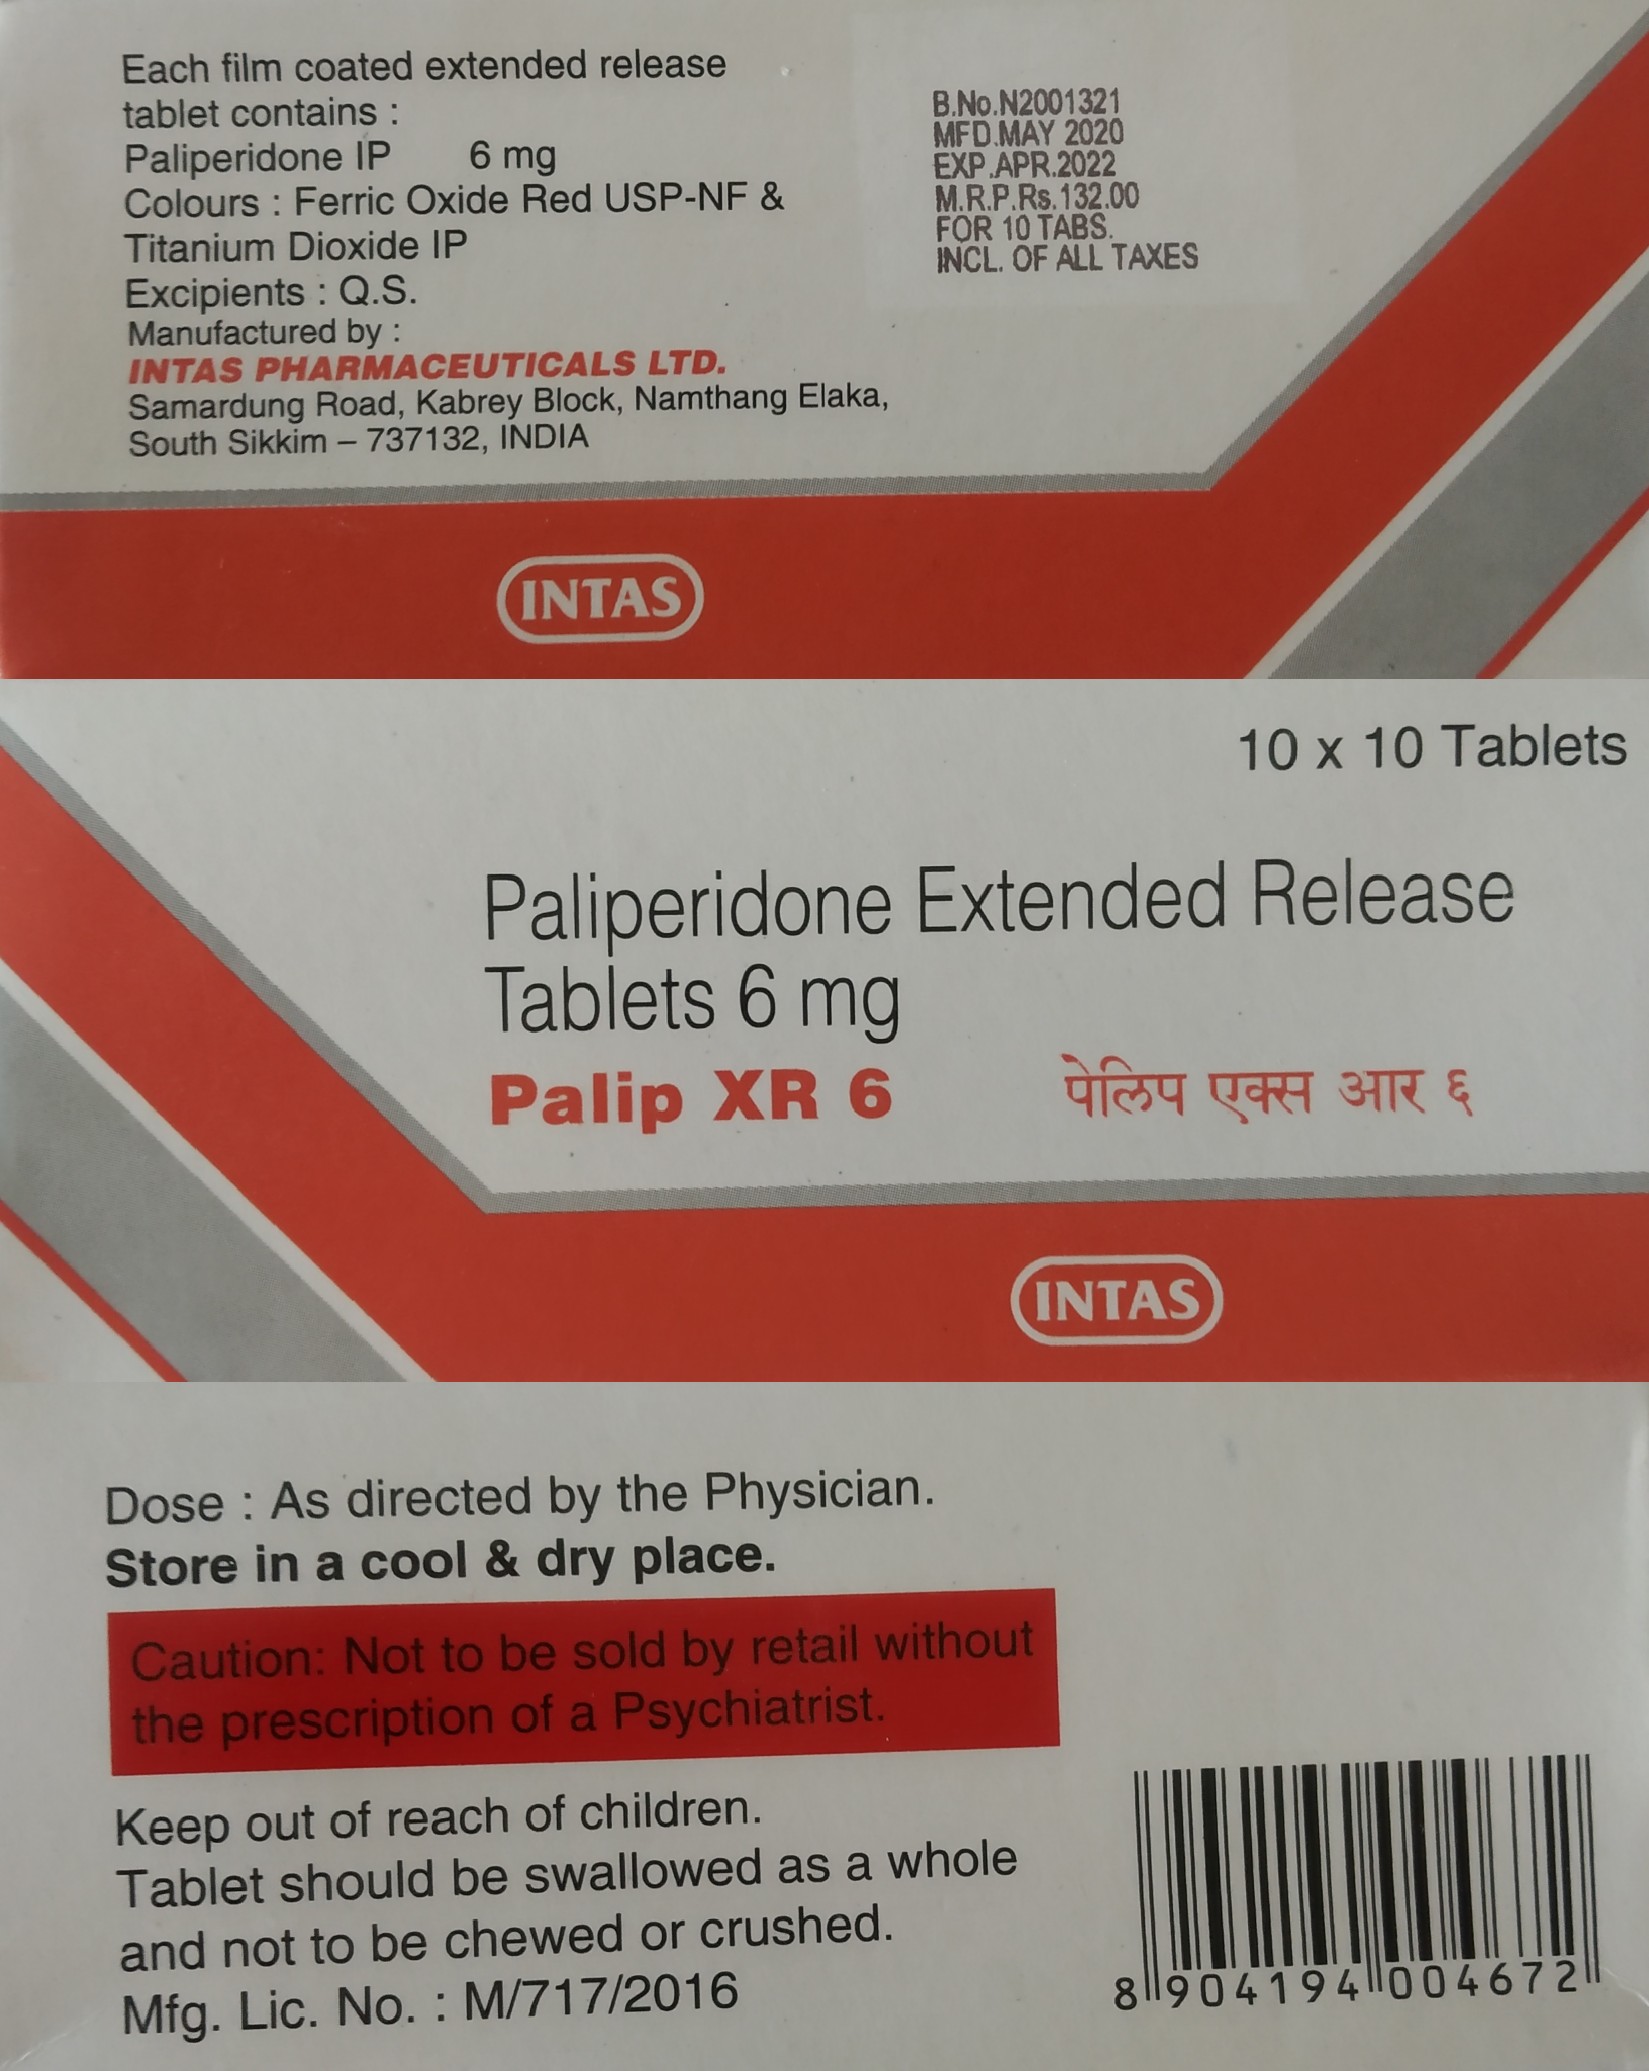 Each film coated extended release
tablet contains :
Paliperidone IP 6 mg
Colours : Ferric Oxide Red USP-NF &
Titanium Dioxide IP
Excipients : Q.S.
Manufactured by :
INTAS PHARMACEUTICALS LTD.
Samardung Road, Kabrey Block, Namthang Elaka,
South Sikkim – 737132, INDIA
B.No.N2001321
MFD.MAY 2020
EXP.APR.2022
M.R.P.Rs.132.00
FOR 10 TABS.
INCL. OF ALL TAXES
INTAS
10 x 10 Tablets
Paliperidone Extended Release
Tablets 6 mg
Palip XR 6 पेलिप एक्स आर ६
INTAS
Dose : As directed by the Physician.
Store in a cool & dry place.
Caution: Not to be sold by retail without
the prescription of a Psychiatrist.
Keep out of reach of children.
Tablet should be swallowed as a whole
and not to be chewed or crushed.
Mfg. Lic. No. : M/717/2016
8 904194 004672